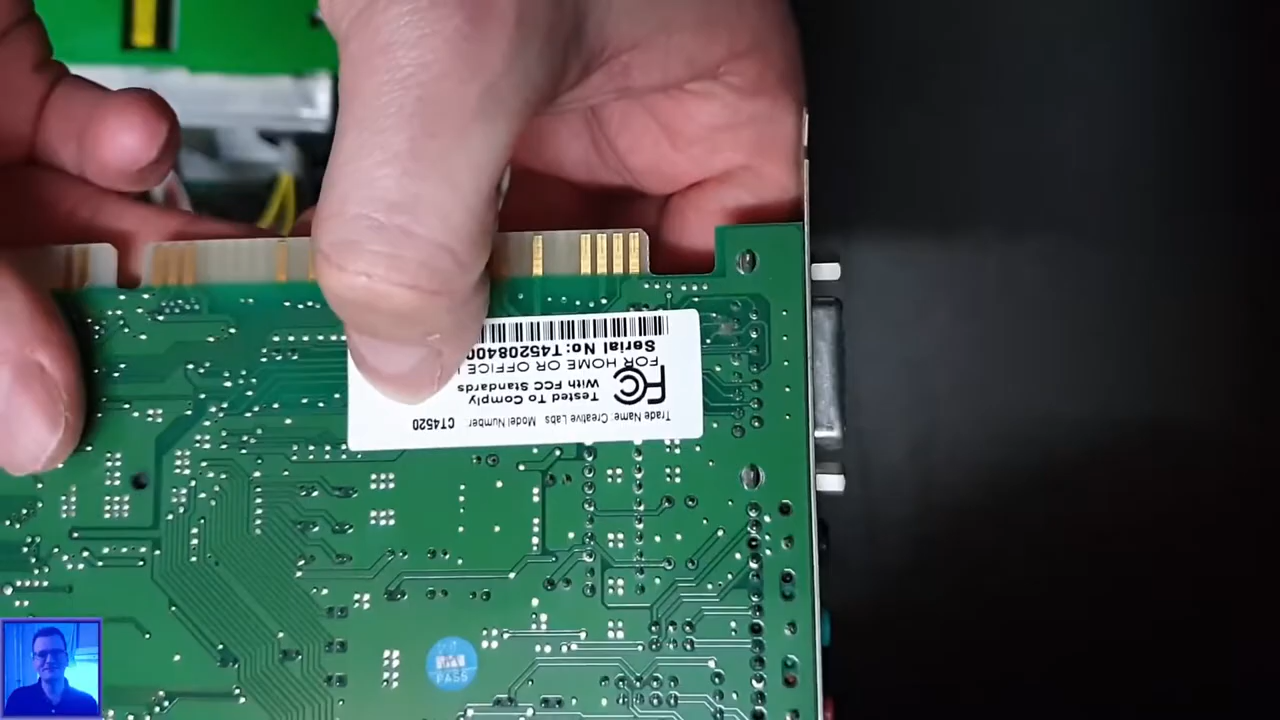 Trade Name: Creative Labs Model Number: CT4520
Tested To Comply
With FCC Standards
FC
FOR HOME OR OFFICE
Serial No: T45208400
PASS